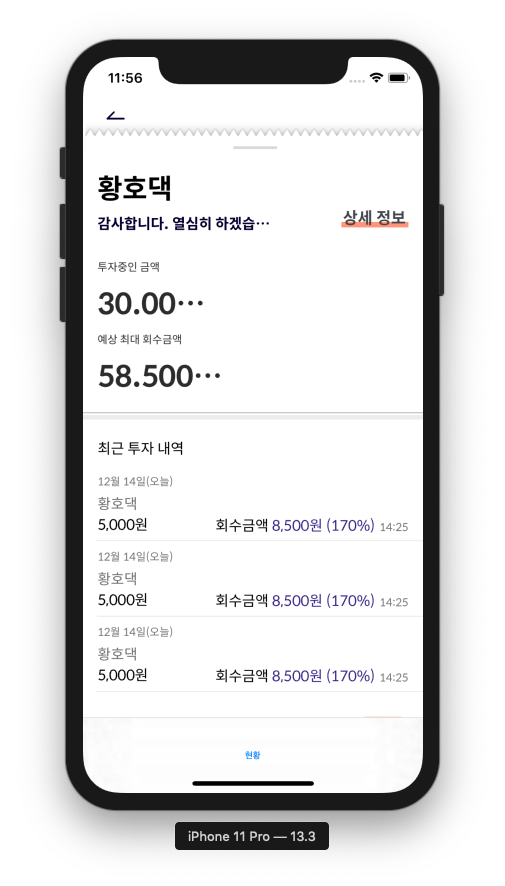 11:56
황호댁
감사합니다. 열심히 하겠습…
상세 정보
투자중인 금액
30.00…
예상 최대 회수금액
58.500…
최근 투자 내역
12월 14일(오늘)
황호댁
5,000원 회수금액 8,500원 (170%) 14:25
12월 14일(오늘)
황호댁
5,000원 회수금액 8,500원 (170%) 14:25
12월 14일(오늘)
황호댁
5,000원 회수금액 8,500원 (170%) 14:25
현황
iPhone 11 Pro — 13.3